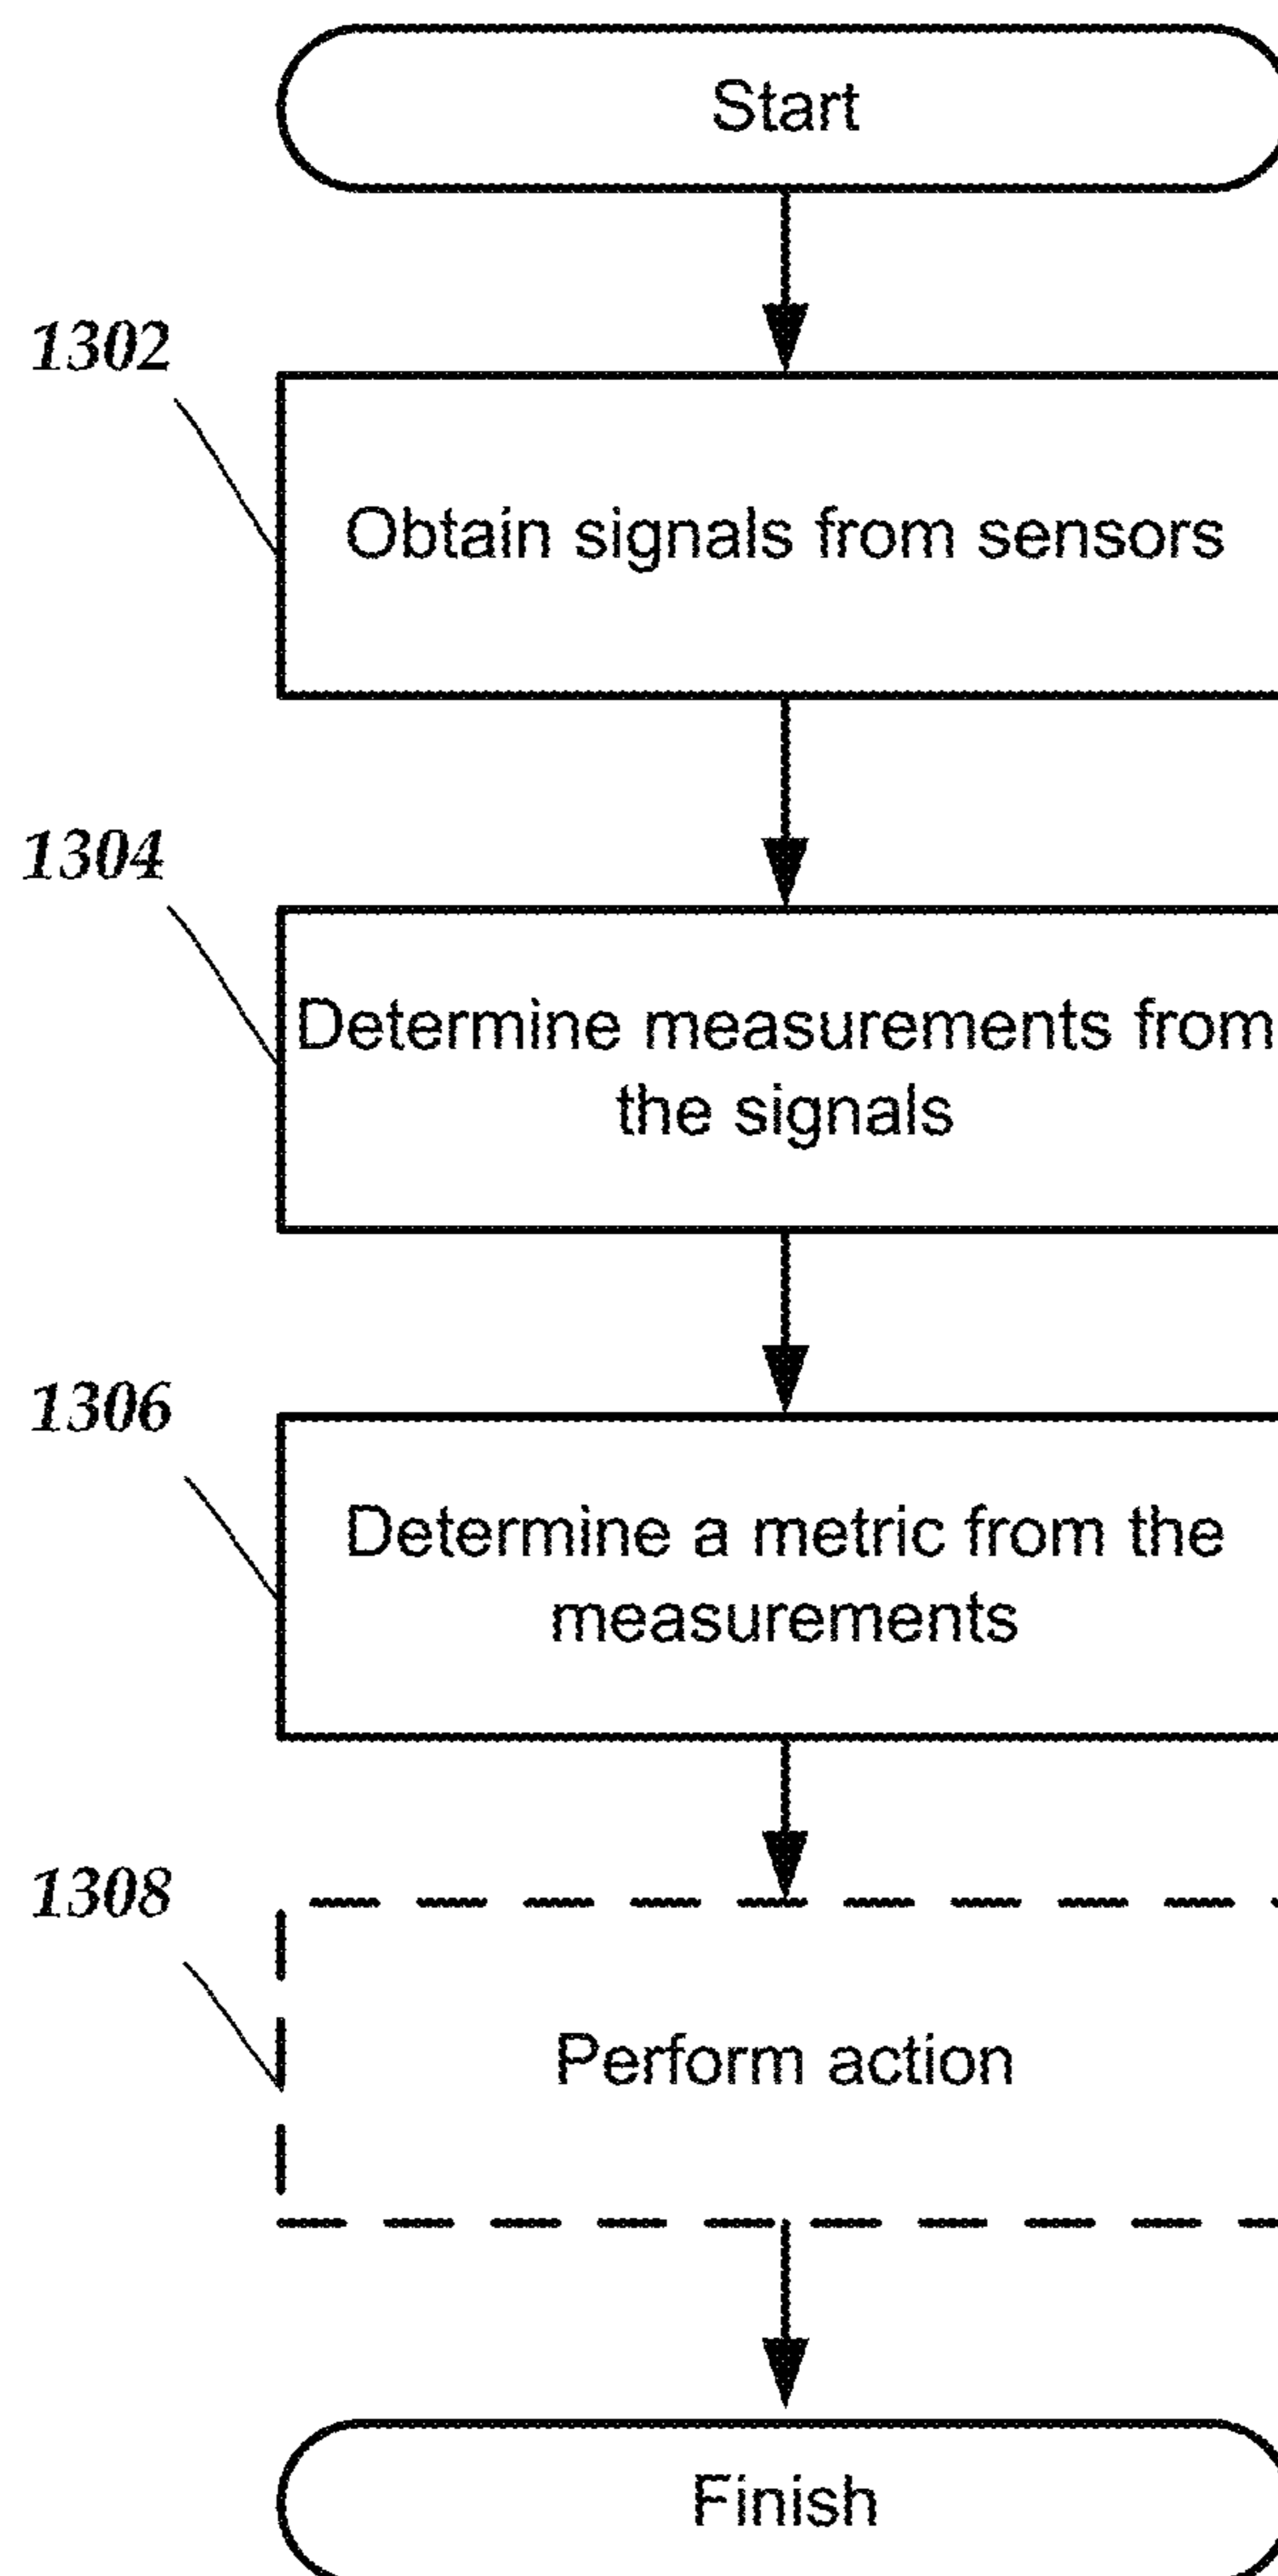 Start
1302
Obtain signals from sensors
1304
Determine measurements from
the signals
1306
Determine a metric from the
measurements
1308
Perform action
Finish